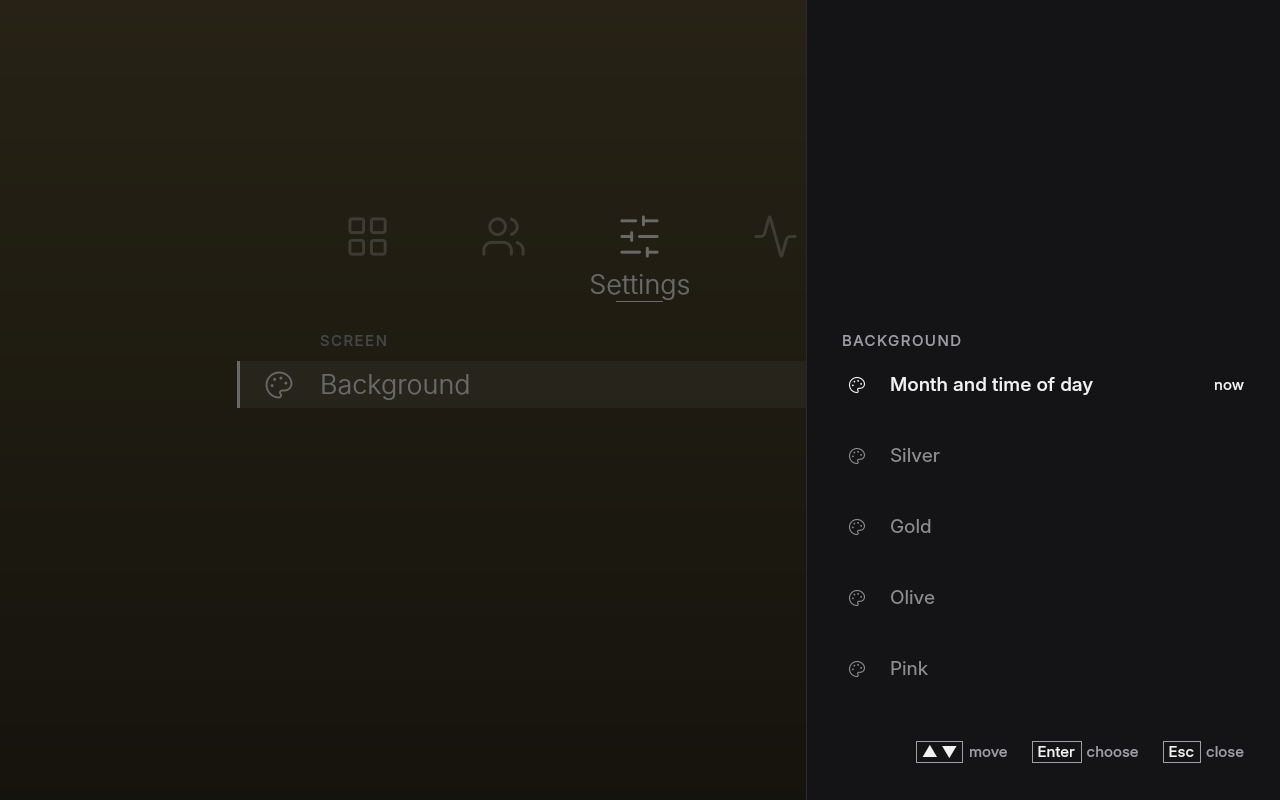 Settings
SCREEN
Background
BACKGROUND
Month and time of day now
Silver
Gold
Olive
Pink
▲▼ move Enter choose Esc close